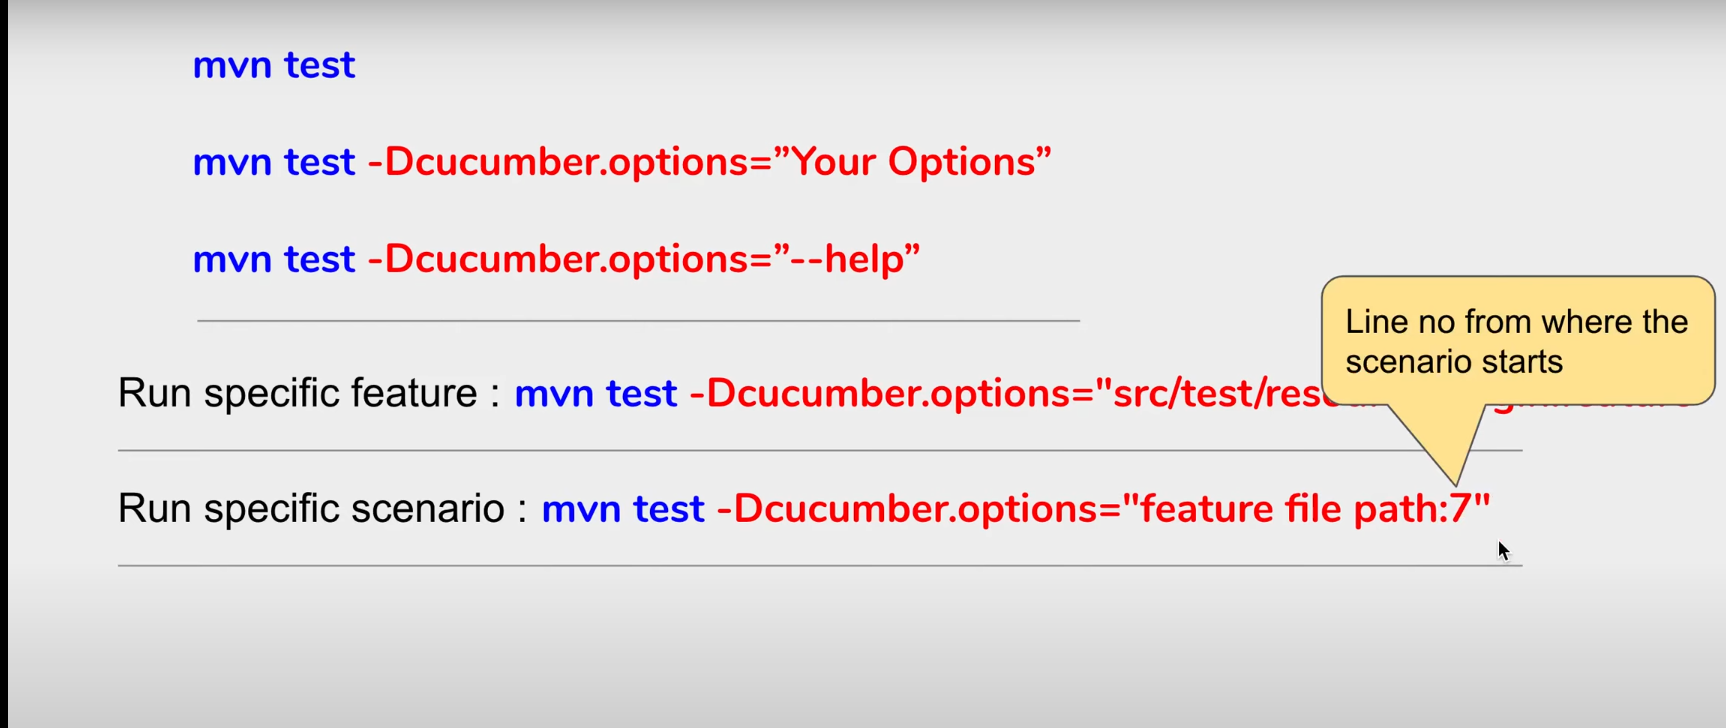 mvn test
mvn test -Dcucumber.options=”Your Options”
mvn test -Dcucumber.options=”--help”
Line no from where the
scenario starts
Run specific feature : mvn test -Dcucumber.options="src/test/
Run specific scenario : mvn test -Dcucumber.options="feature file path:7"